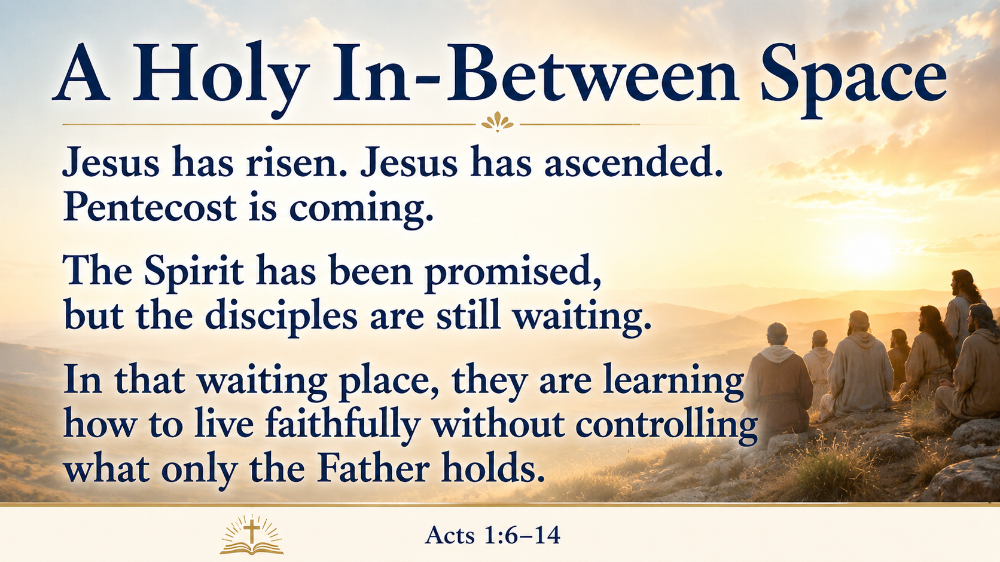 A Holy In-Between Space
Jesus has risen. Jesus has ascended.
Pentecost is coming.
The Spirit has been promised,
but the disciples are still waiting.
In that waiting place, they are learning
how to live faithfully without controlling
what only the Father holds.
Acts 1:6–14